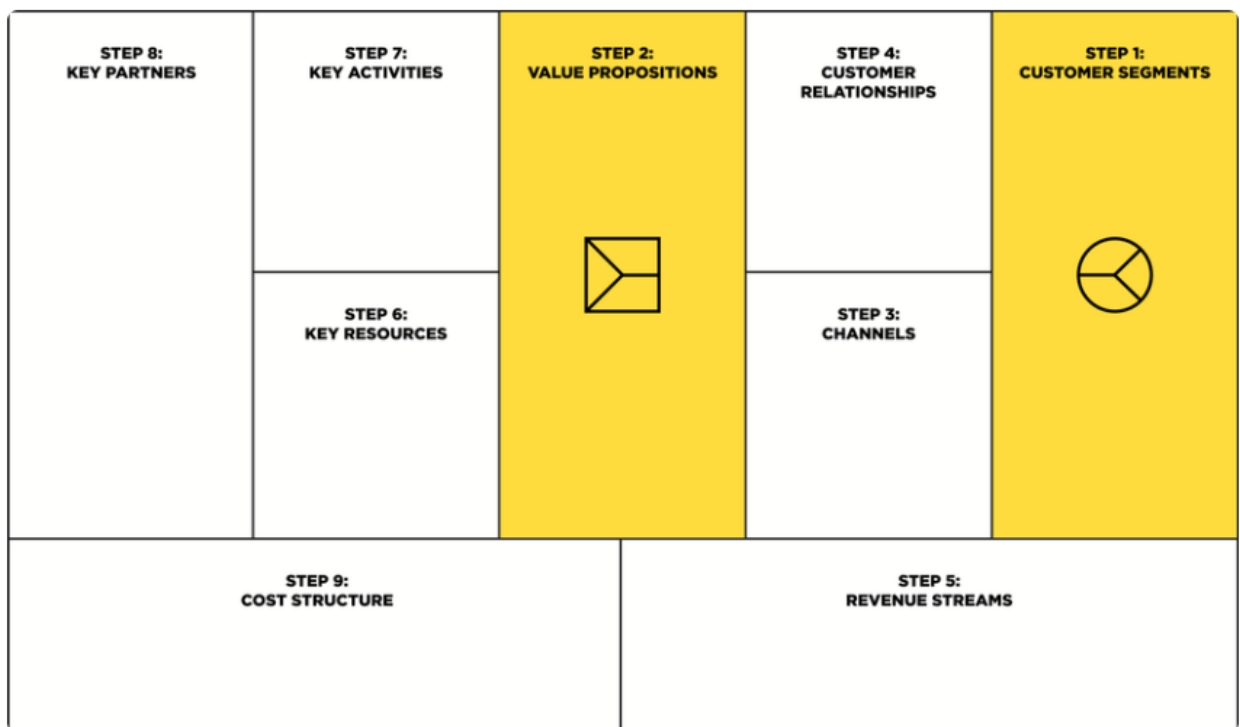 STEP 8:
KEY PARTNERS
STEP 7:
KEY ACTIVITIES
STEP 2:
VALUE PROPOSITIONS
STEP 4:
CUSTOMER
RELATIONSHIPS
STEP 1:
CUSTOMER SEGMENTS
STEP 6:
KEY RESOURCES
STEP 3:
CHANNELS
STEP 9:
COST STRUCTURE
STEP 5:
REVENUE STREAMS